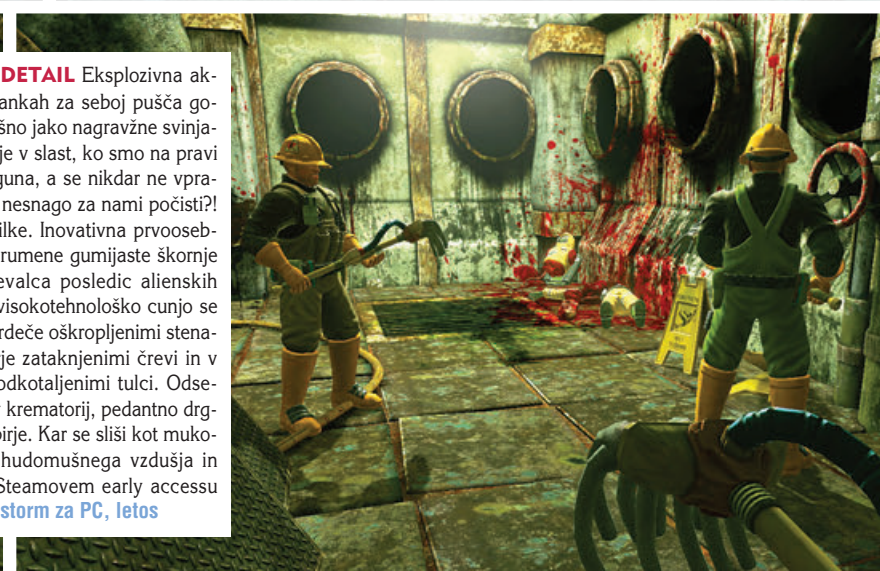 DETAIL Eksplozivna ak-
ankah za seboj pušča go-
šno jako nagravžne svinja-
je v slast, ko smo na pravi
guna, a se nikdar ne vpra-
nesnago za nami počisti?!
ilke. Inovativna prvooseb-
rumene gumijaste škornje
evalca posledic alienskih
visokotehnološko cunjo se
rdeče oškropljenimi stena-
rje zataknjenimi črevi in v
odkotaljenimi tulci. Odse-
v krematorij, pedantno drg-
pirje. Kar se sliši kot muko-
hudomušnega vzdušja in
Steamovem early accessu
storm za PC, letos